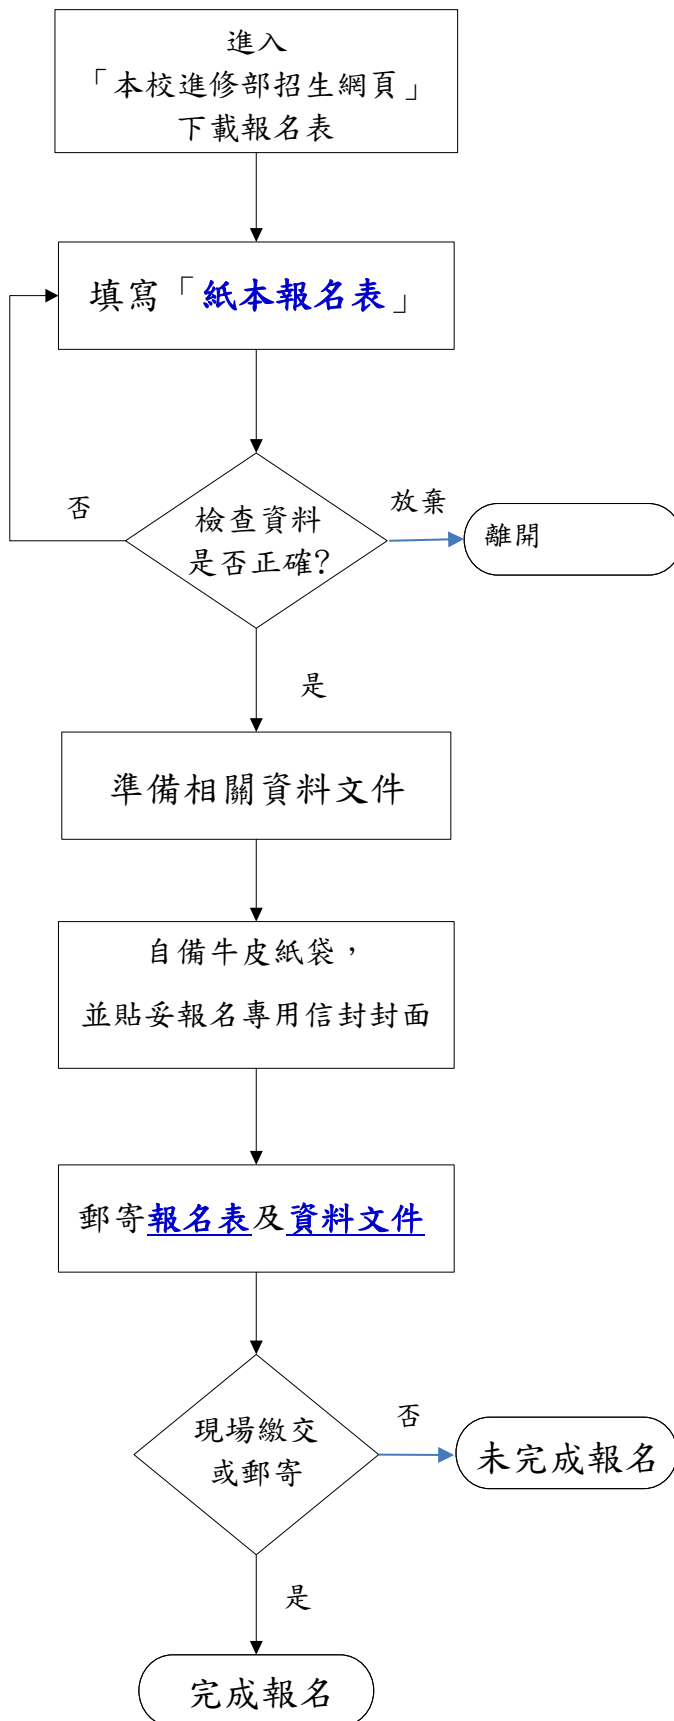 進入
「本校進修部招生網頁」
下載報名表
填寫「紙本報名表」
否
檢查資料
是否正確?
放棄
離開
是
準備相關資料文件
自備牛皮紙袋，
並貼妥報名專用信封封面
郵寄報名表及資料文件
現場繳交
或郵寄
否
未完成報名
是
完成報名